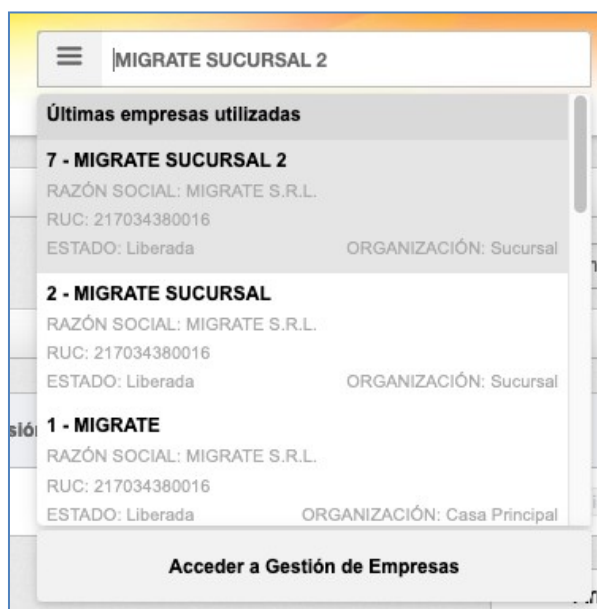 MIGRATE SUCURSAL 2
Últimas empresas utilizadas
7 - MIGRATE SUCURSAL 2
RAZÓN SOCIAL: MIGRATE S.R.L.
RUC: 217034380016
ESTADO: Liberada ORGANIZACIÓN: Sucursal
2 - MIGRATE SUCURSAL
RAZÓN SOCIAL: MIGRATE S.R.L.
RUC: 217034380016
ESTADO: Liberada ORGANIZACIÓN: Sucursal
1 - MIGRATE
RAZÓN SOCIAL: MIGRATE S.R.L.
RUC: 217034380016
ESTADO: Liberada ORGANIZACIÓN: Casa Principal
Acceder a Gestión de Empresas